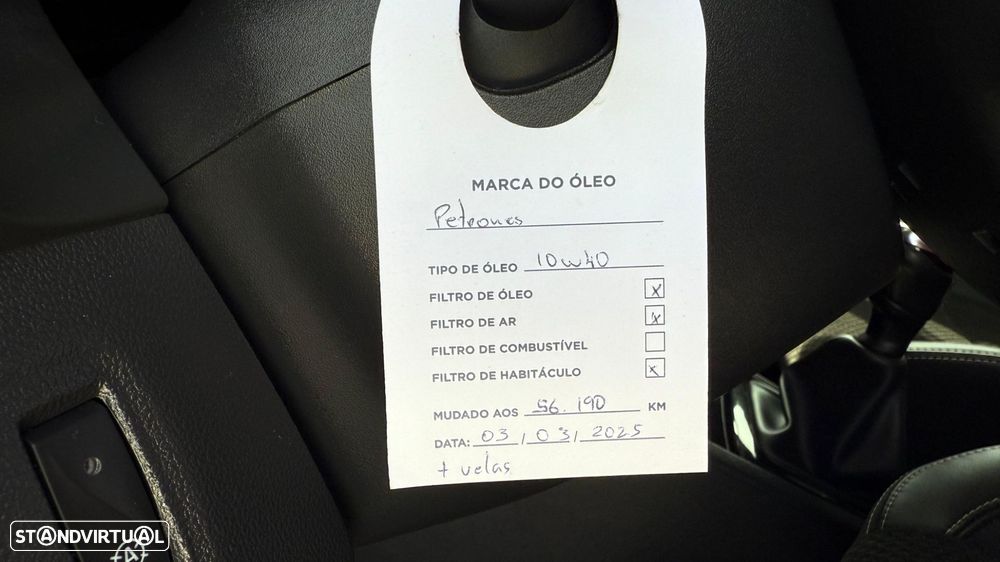 MARCA DO ÓLEO
Petronas
TIPO DE ÓLEO 10w40
FILTRO DE ÓLEO x
FILTRO DE AR x
FILTRO DE COMBUSTÍVEL
FILTRO DE HABITÁCULO x
MUDADO AOS 56.190 KM
DATA: 03/03/2025
+ velas
STANDVIRTUAL